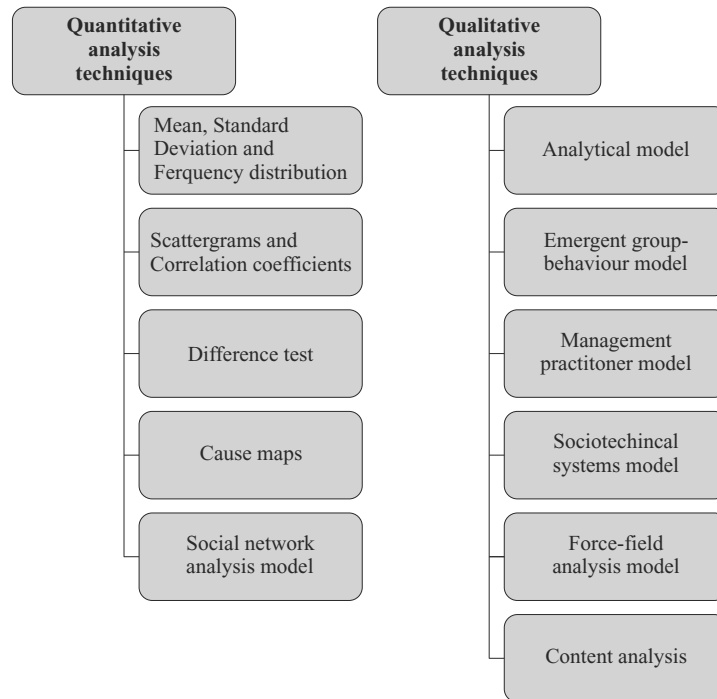 Quantitative
analysis
techniques
Mean, Standard
Deviation and
Ferquency distribution
Scattergrams and
Correlation coefficients
Difference test
Cause maps
Social network
analysis model
Qualitative
analysis
techniques
Analytical model
Emergent group-
behaviour model
Management
practitoner model
Sociotechincal
systems model
Force-field
analysis model
Content analysis